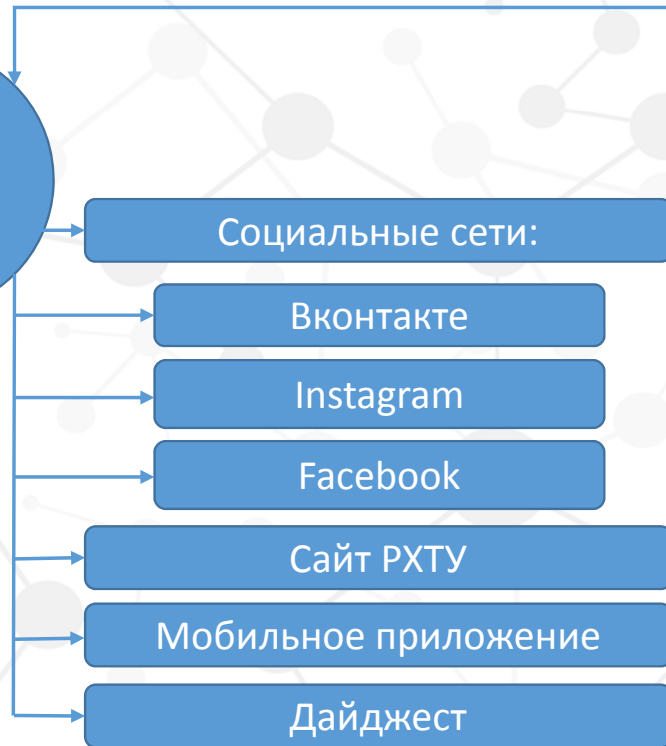 Социальные сети:
Вконтакте
Instagram
Facebook
Сайт РХТУ
Мобильное приложение
Дайджест